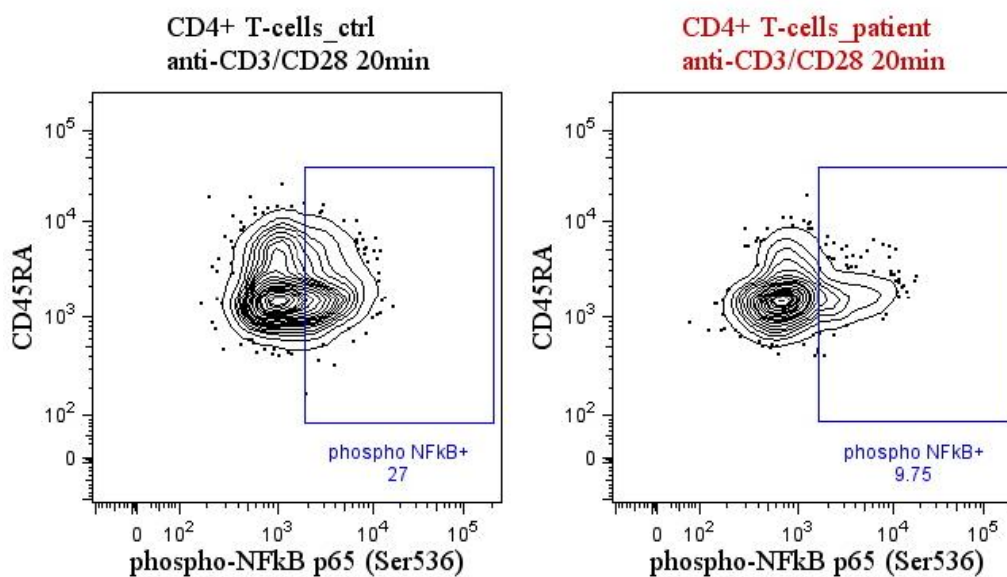 CD4+ T-cells_ctrl
anti-CD3/CD28 20min
CD45RA
10^5
10^4
10^3
10^2
0
phospho NFkB+
27
0 10^2 10^3 10^4 10^5
phospho-NFkB p65 (Ser536)
CD4+ T-cells_patient
anti-CD3/CD28 20min
CD45RA
10^5
10^4
10^3
10^2
0
phospho NFkB+
9.75
0 10^2 10^3 10^4 10^5
phospho-NFkB p65 (Ser536)